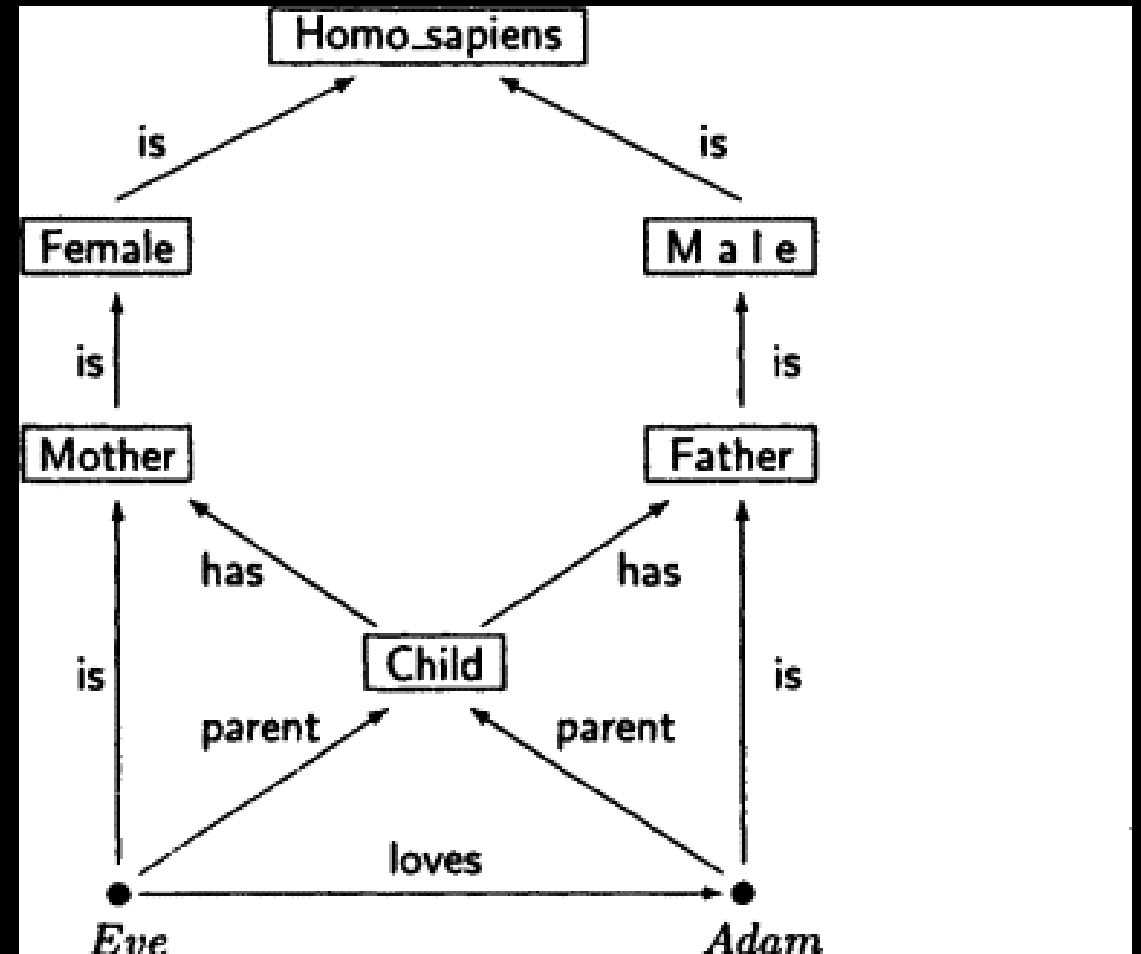 Homo_sapiens
is is
Female M a l e
is is
Mother Father
has has
Child
is is
parent parent
loves
Eve Adam